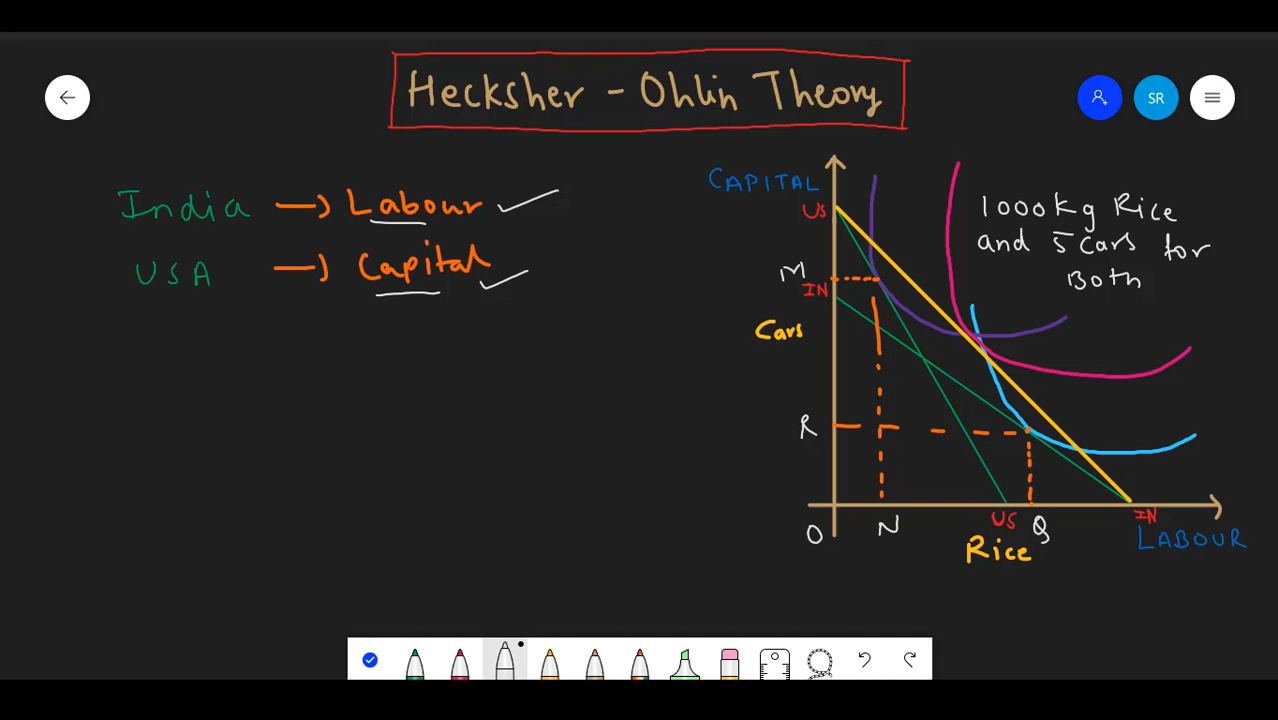 Hecksher - Ohlin Theory
SR
India → Labour
USA → Capital
CAPITAL
US
M
IN
Cars
R
O
N
US
Q
IN
Rice
LABOUR
1000Kg Rice
and 5 Cars for
Both